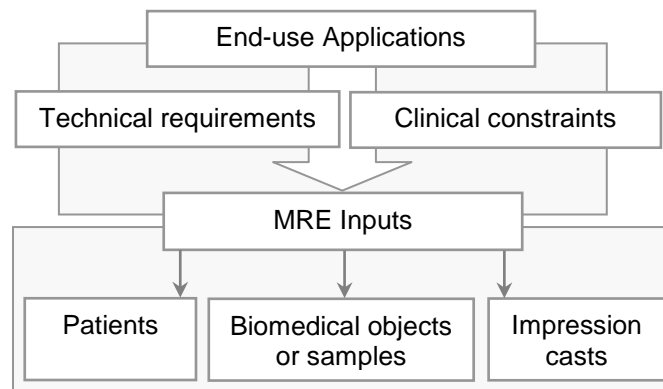 End-use Applications
Technical requirements
Clinical constraints
MRE Inputs
Patients
Biomedical objects
or samples
Impression
casts